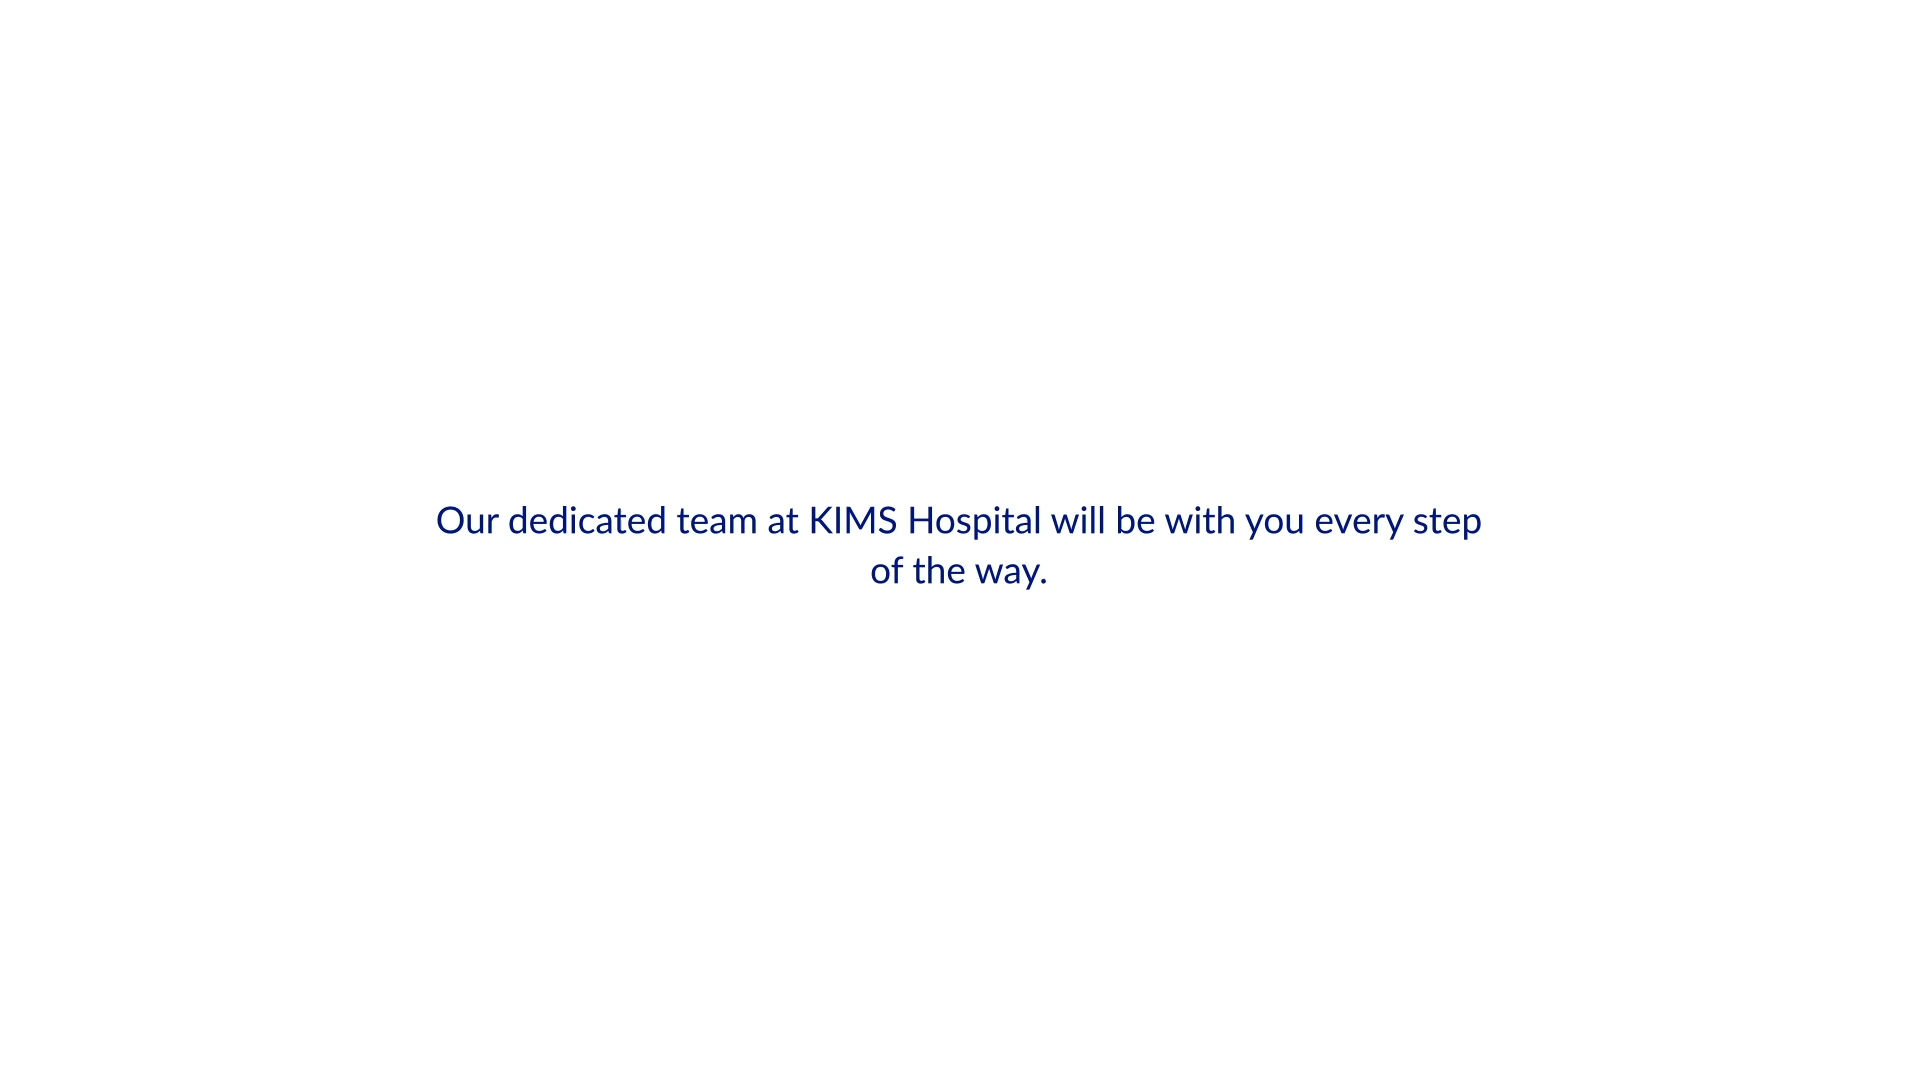 Our dedicated team at KIMS Hospital will be with you every step
of the way.